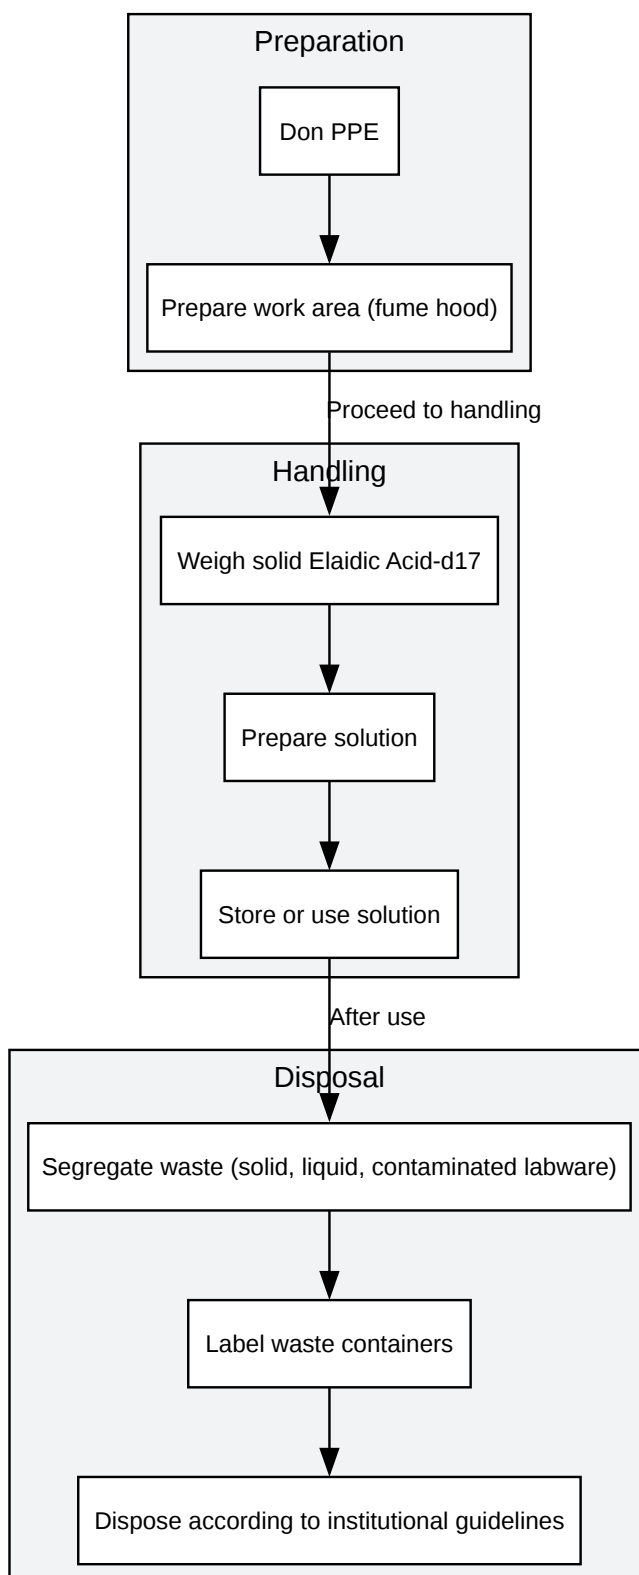 Preparation
Don PPE
Prepare work area (fume hood)
Proceed to handling
Handling
Weigh solid Elaidic Acid-d17
Prepare solution
Store or use solution
After use
Disposal
Segregate waste (solid, liquid, contaminated labware)
Label waste containers
Dispose according to institutional guidelines